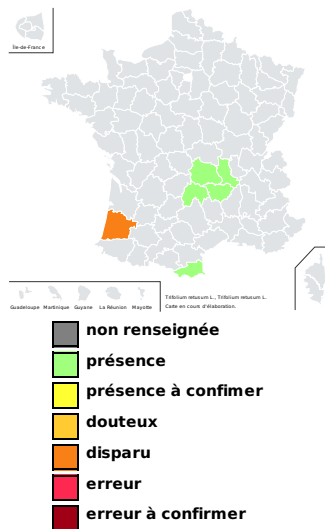 Île-de-France
Guadeloupe Martinique Guyane La Réunion Mayotte
Trifolium retusum L., Trifolium retusum L.
Carte en cours d'élaboration.
non renseignée
présence
présence à confimer
douteux
disparu
erreur
erreur à confirmer